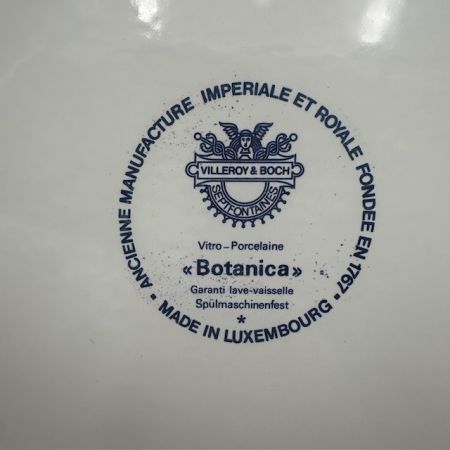 ANCIENNE MANUFACTURE IMPERIALE ET ROYALE FONDEE EN 1767
VILLEROY & BOCH
SEPTFONTAINES
Vitro-Porcelaine
«Botanica»
Garanti lave-vaisselle
Spülmaschinenfest
*
MADE IN LUXEMBOURG